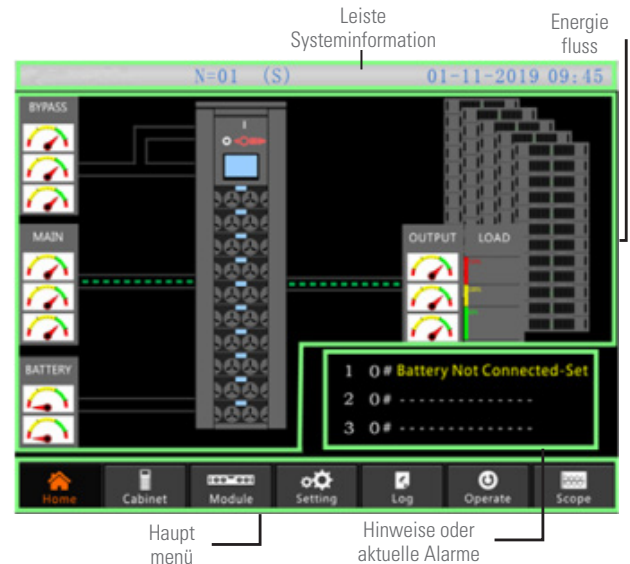 Leiste
Systeminformation
Energie
fluss
N=01 (S)
01-11-2019 09:45
BYPASS
MAIN
OUTPUT
LOAD
BATTERY
1 0# Battery Not Connected-Set
2 0# - - - - - - - - - - - - - -
3 0# - - - - - - - - - - - - - -
Home
Cabinet
Module
Setting
Log
Operate
Scope
Haupt
menü
Hinweise oder
aktuelle Alarme